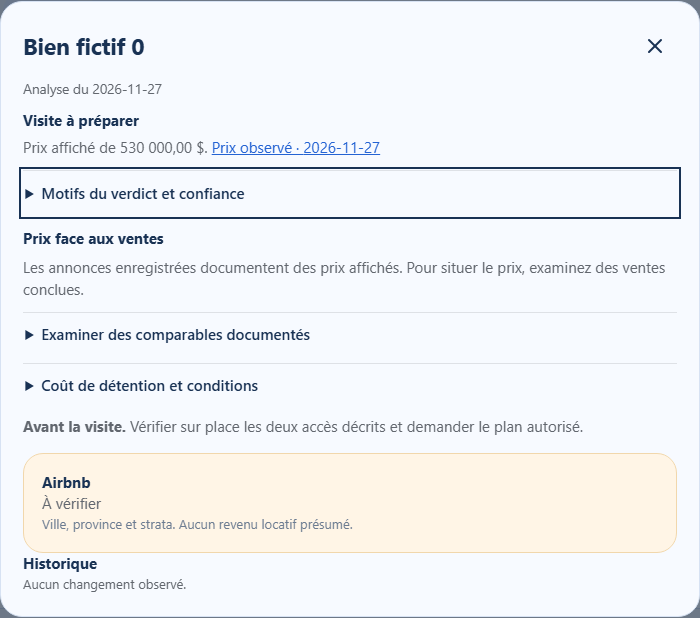 Bien fictif 0
Analyse du 2026-11-27
Visite à préparer
Prix affiché de 530 000,00 $. Prix observé · 2026-11-27
Motifs du verdict et confiance
Prix face aux ventes
Les annonces enregistrées documentent des prix affichés. Pour situer le prix, examinez des ventes
conclues.
Examiner des comparables documentés
Coût de détention et conditions
Avant la visite. Vérifier sur place les deux accès décrits et demander le plan autorisé.
Airbnb
À vérifier
Ville, province et strata. Aucun revenu locatif présumé.
Historique
Aucun changement observé.